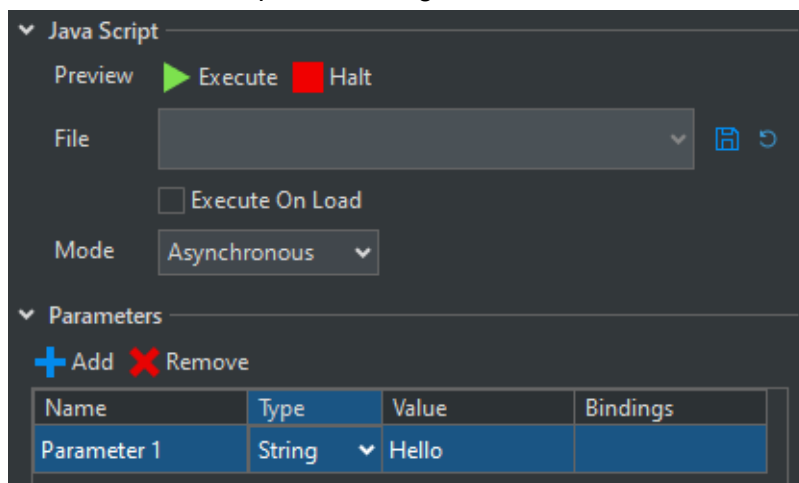 Java Script
Preview Execute Halt
File
Execute On Load
Mode Asynchronous
Parameters
Add Remove
Name Type Value Bindings
Parameter 1 String Hello